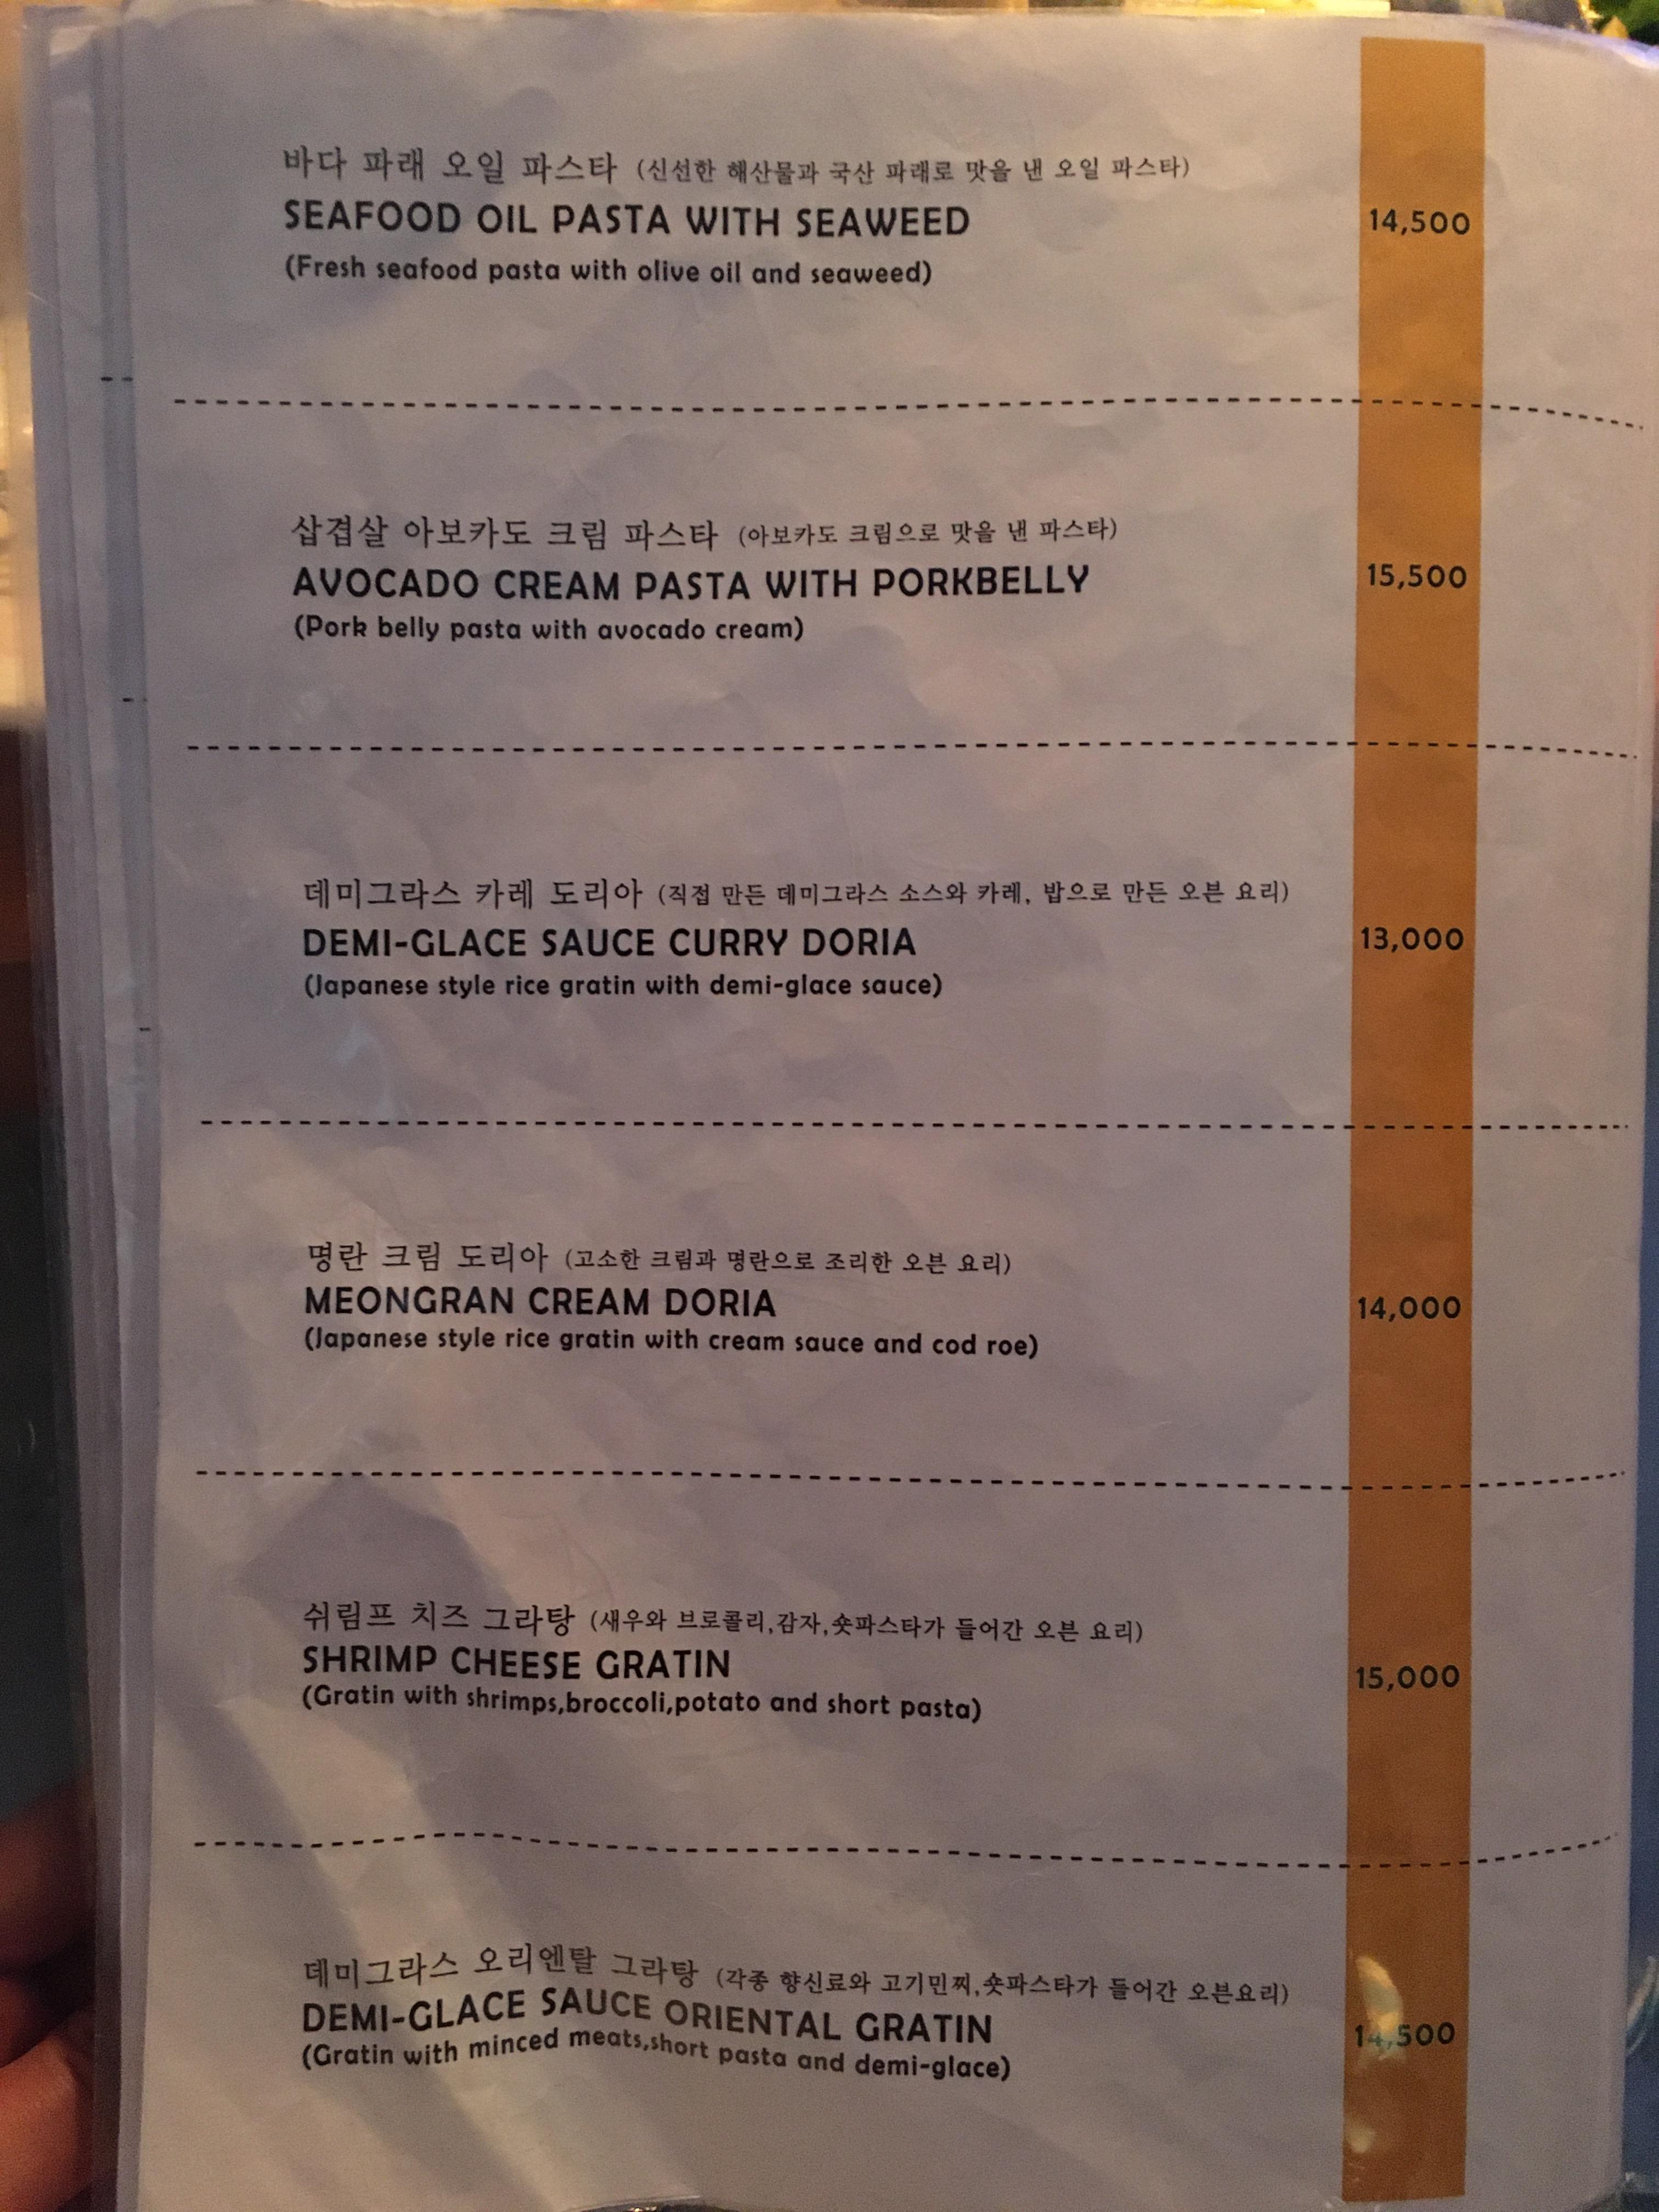 바다 파래 오일 파스타 (신선한 해산물과 국산 파래로 맛을 낸 오일 파스타)
SEAFOOD OIL PASTA WITH SEAWEED
14,500
(Fresh seafood pasta with olive oil and seaweed)
삽겹살 아보카도 크림 파스타 (아보카도 크림으로 맛을 낸 파스타)
AVOCADO CREAM PASTA WITH PORKBELLY
15,500
(Pork belly pasta with avocado cream)
데미그라스 카레 도리아 (직접 만든 데미그라스 소스와 카레, 밥으로 만든 오븐 요리)
DEMI-GLACE SAUCE CURRY DORIA
13,000
(Japanese style rice gratin with demi-glace sauce)
명란 크림 도리아 (고소한 크림과 명란으로 조리한 오븐 요리)
MEONGRAN CREAM DORIA
14,000
(Japanese style rice gratin with cream sauce and cod roe)
쉬림프 치즈 그라탕 (새우와 브로콜리,감자,숏파스타가 들어간 오븐 요리)
SHRIMP CHEESE GRATIN
15,000
(Gratin with shrimps,broccoli,potato and short pasta)
데미그라스 오리엔탈 그라탕 (각종 향신료와 고기민찌,숏파스타가 들어간 오븐요리)
DEMI-GLACE SAUCE ORIENTAL GRATIN
14,500
(Gratin with minced meats,short pasta and demi-glace)